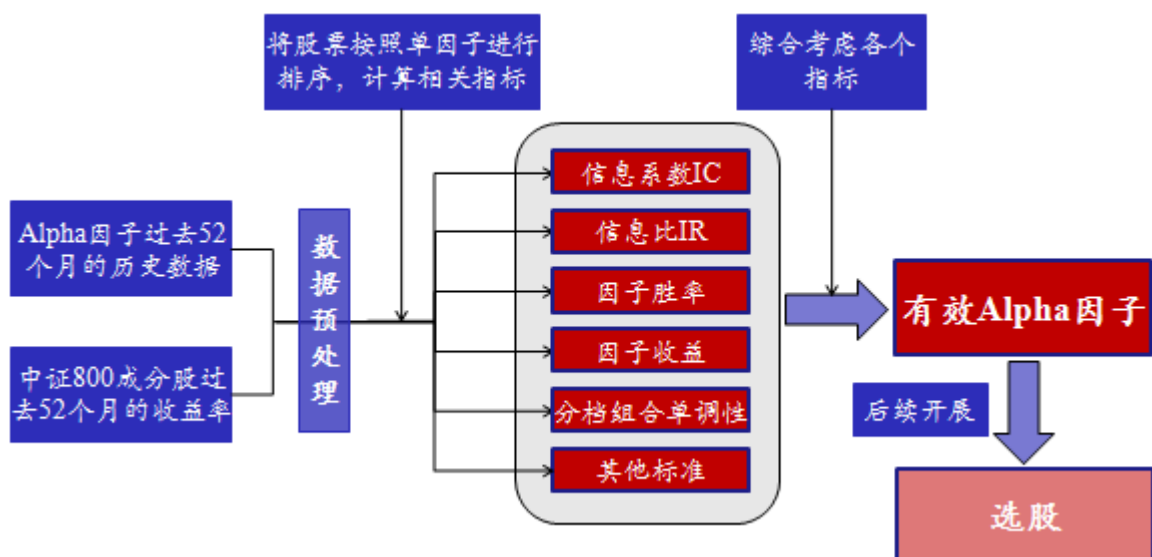 将股票按照单因子进行
排序，计算相关指标
综合考虑各个
指标
Alpha因子过去52
个月的历史数据
中证800成分股过
去52个月的收益率
数
据
预
处
理
信息系数IC
信息比IR
因子胜率
因子收益
分档组合单调性
其他标准
有效Alpha因子
后续开展
选股